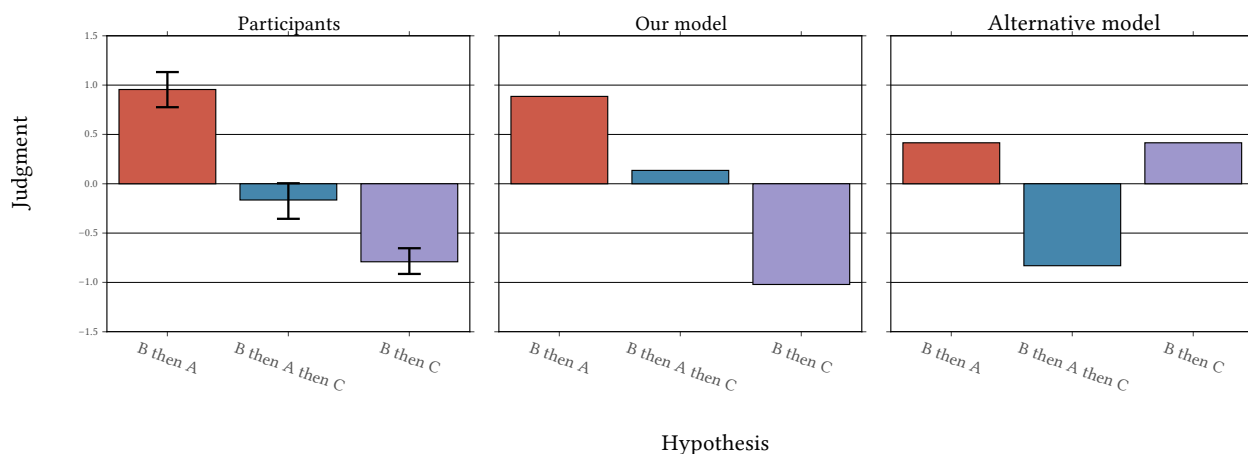 Participants
Our model
Alternative model
Judgment
1.5
1.0
0.5
0.0
−0.5
−1.0
−1.5
B then A
B then A then C
B then C
B then A
B then A then C
B then C
B then A
B then A then C
B then C
Hypothesis